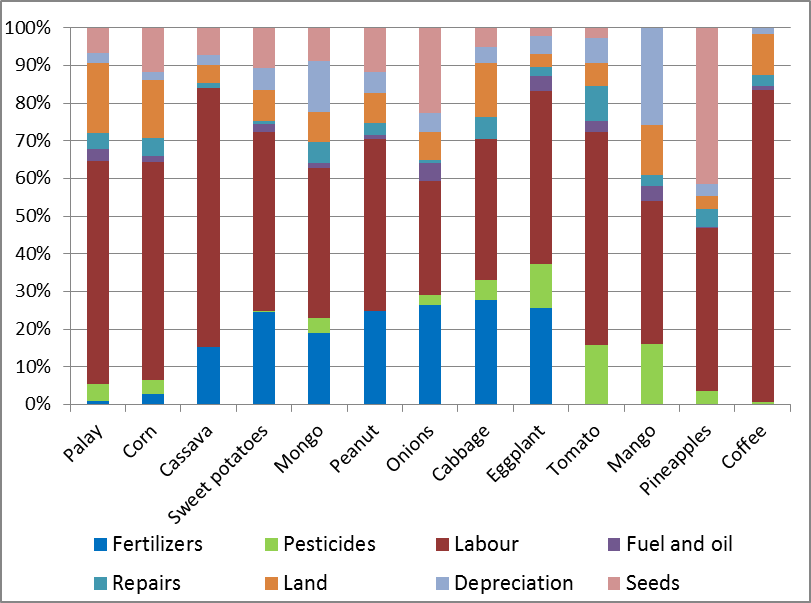 100%
90%
80%
70%
60%
50%
40%
30%
20%
10%
0%
Palay
Corn
Cassava
Sweet potatoes
Mongo
Peanut
Onions
Cabbage
Eggplant
Tomato
Mango
Pineapples
Coffee
Fertilizers Pesticides Labour Fuel and oil
Repairs Land Depreciation Seeds